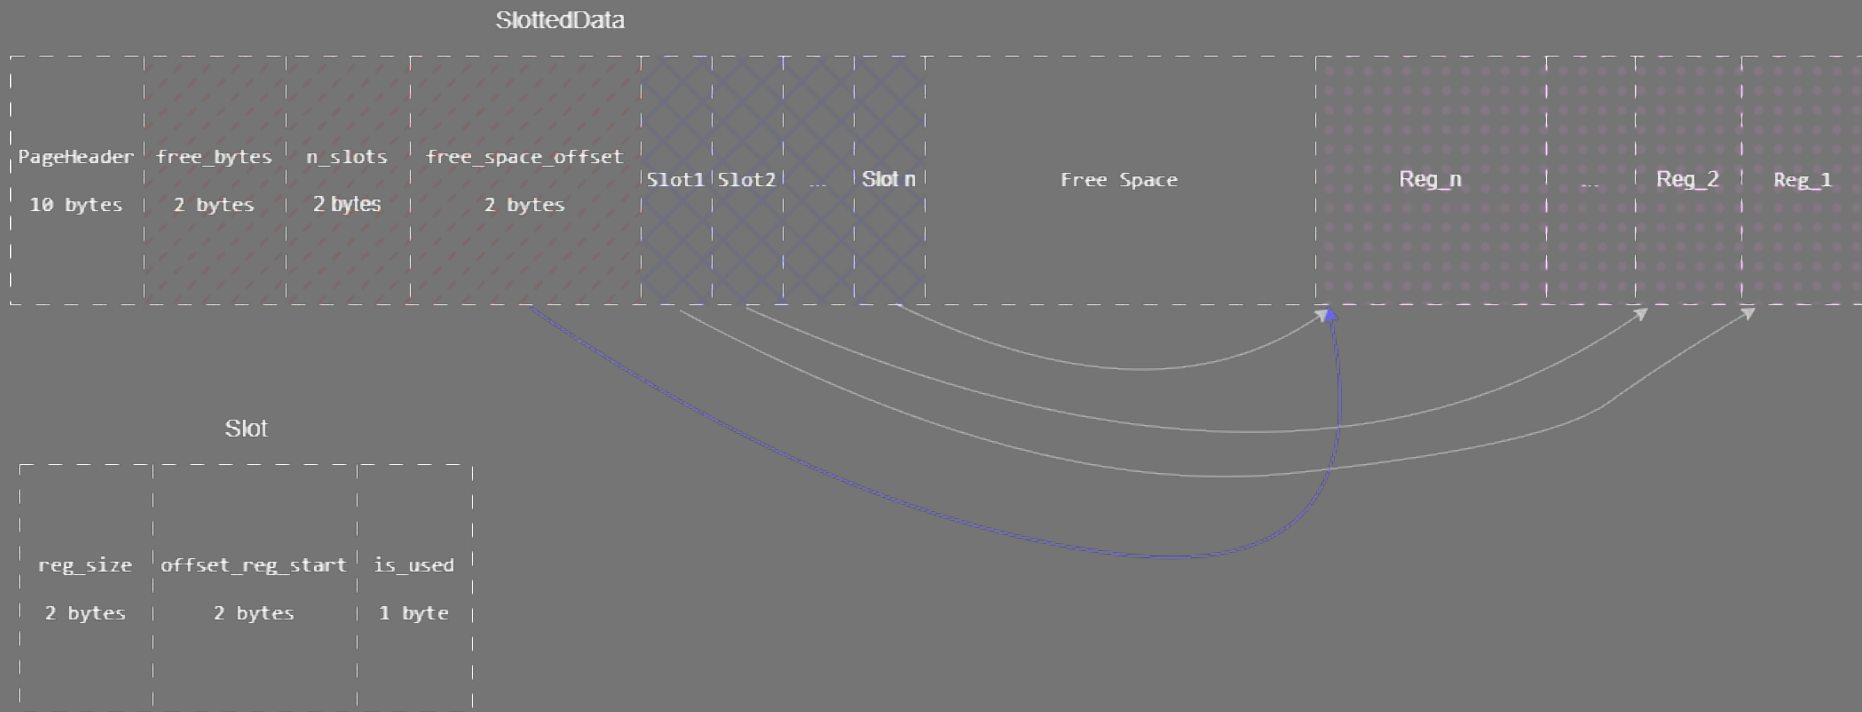 SlottedData
PageHeader
10 bytes
free_bytes
2 bytes
n_slots
2 bytes
free_space_offset
2 bytes
Slot1
Slot2
...
Slot n
Free Space
Reg_n
...
Reg_2
Reg_1
Slot
reg_size
2 bytes
offset_reg_start
2 bytes
is_used
1 byte